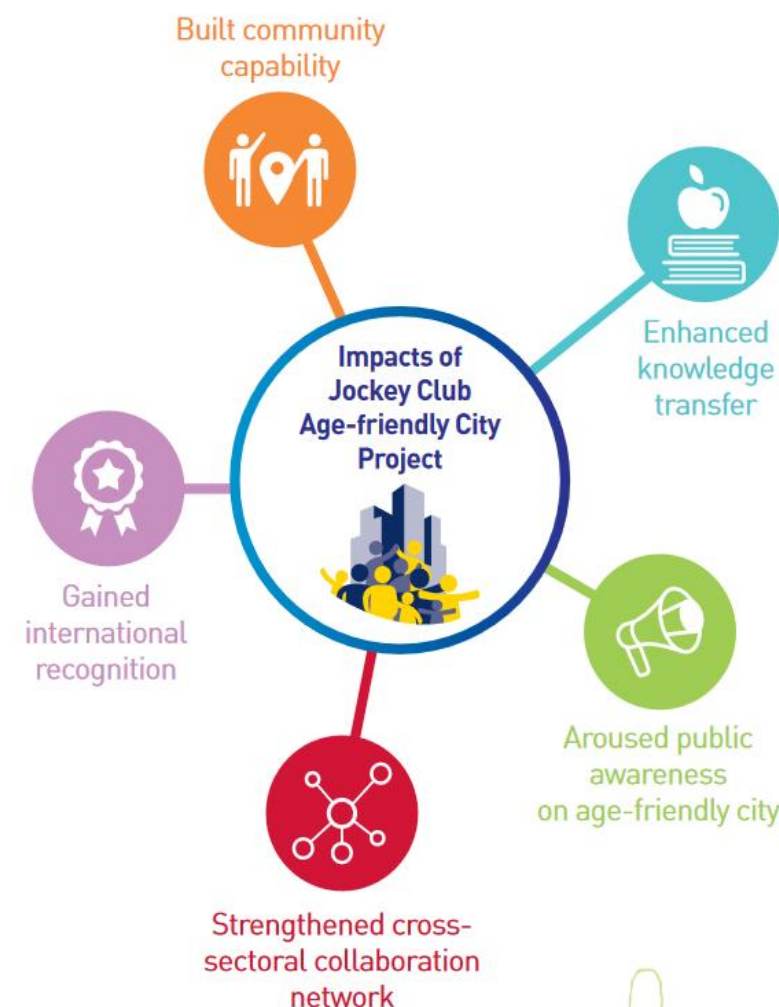 Built community
capability
Enhanced
knowledge
transfer
Impacts of
Jockey Club
Age-friendly City
Project
Gained
international
recognition
Aroused public
awareness
on age-friendly city
Strengthened cross-
sectoral collaboration
network